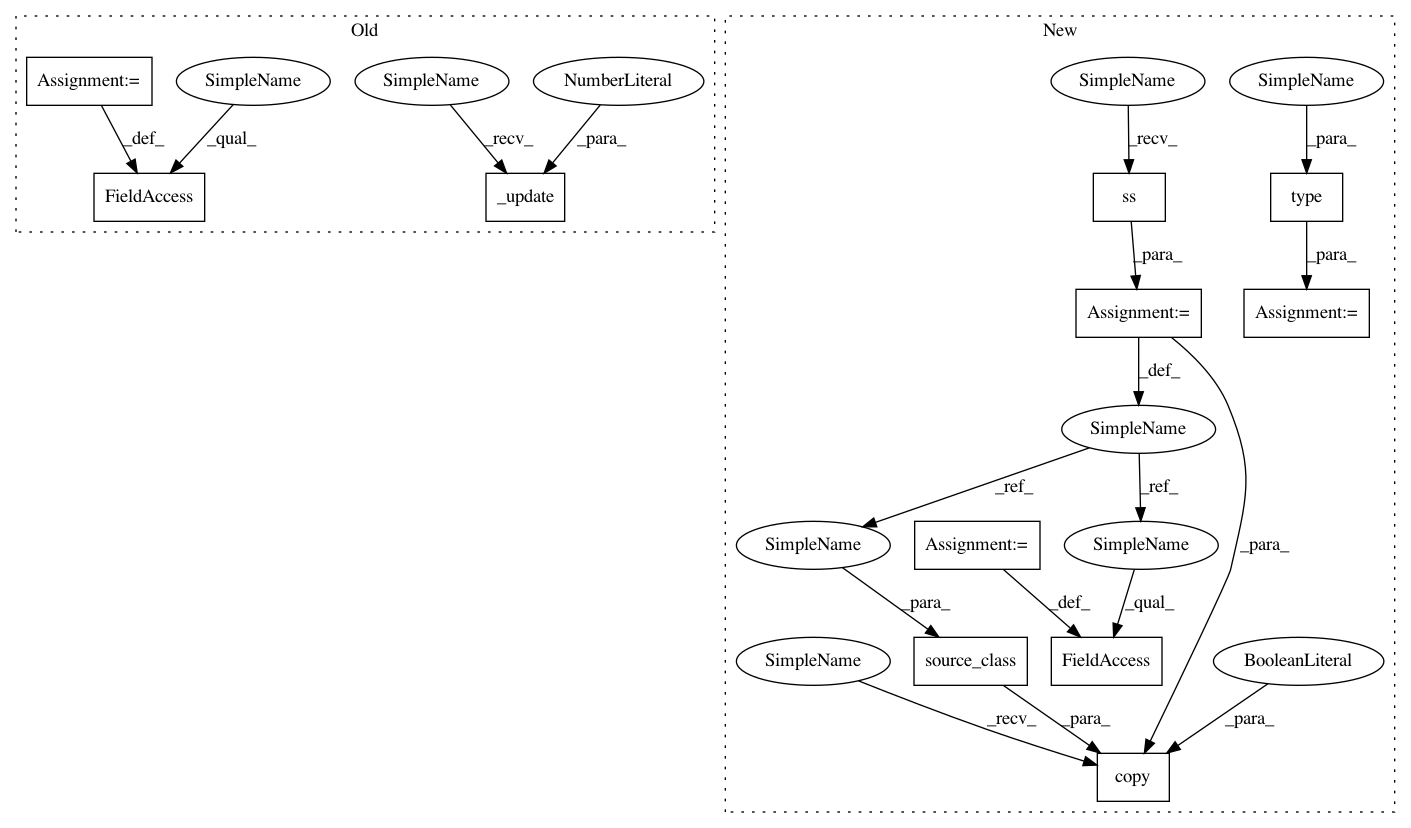 Old
New
Assignment:=
SimpleName
SimpleName
NumberLiteral
SimpleName
SimpleName
_def_
_qual_
_recv_
_para_
_recv_
_para_
FieldAccess
_update
ss
type
_para_
_para_
Assignment:=
Assignment:=
_def_
SimpleName
_ref_
_ref_
SimpleName
Assignment:=
SimpleName
_para_
_para_
_def_
_qual_
SimpleName
source_class
FieldAccess
BooleanLiteral
_recv_
_para_
_para_
copy